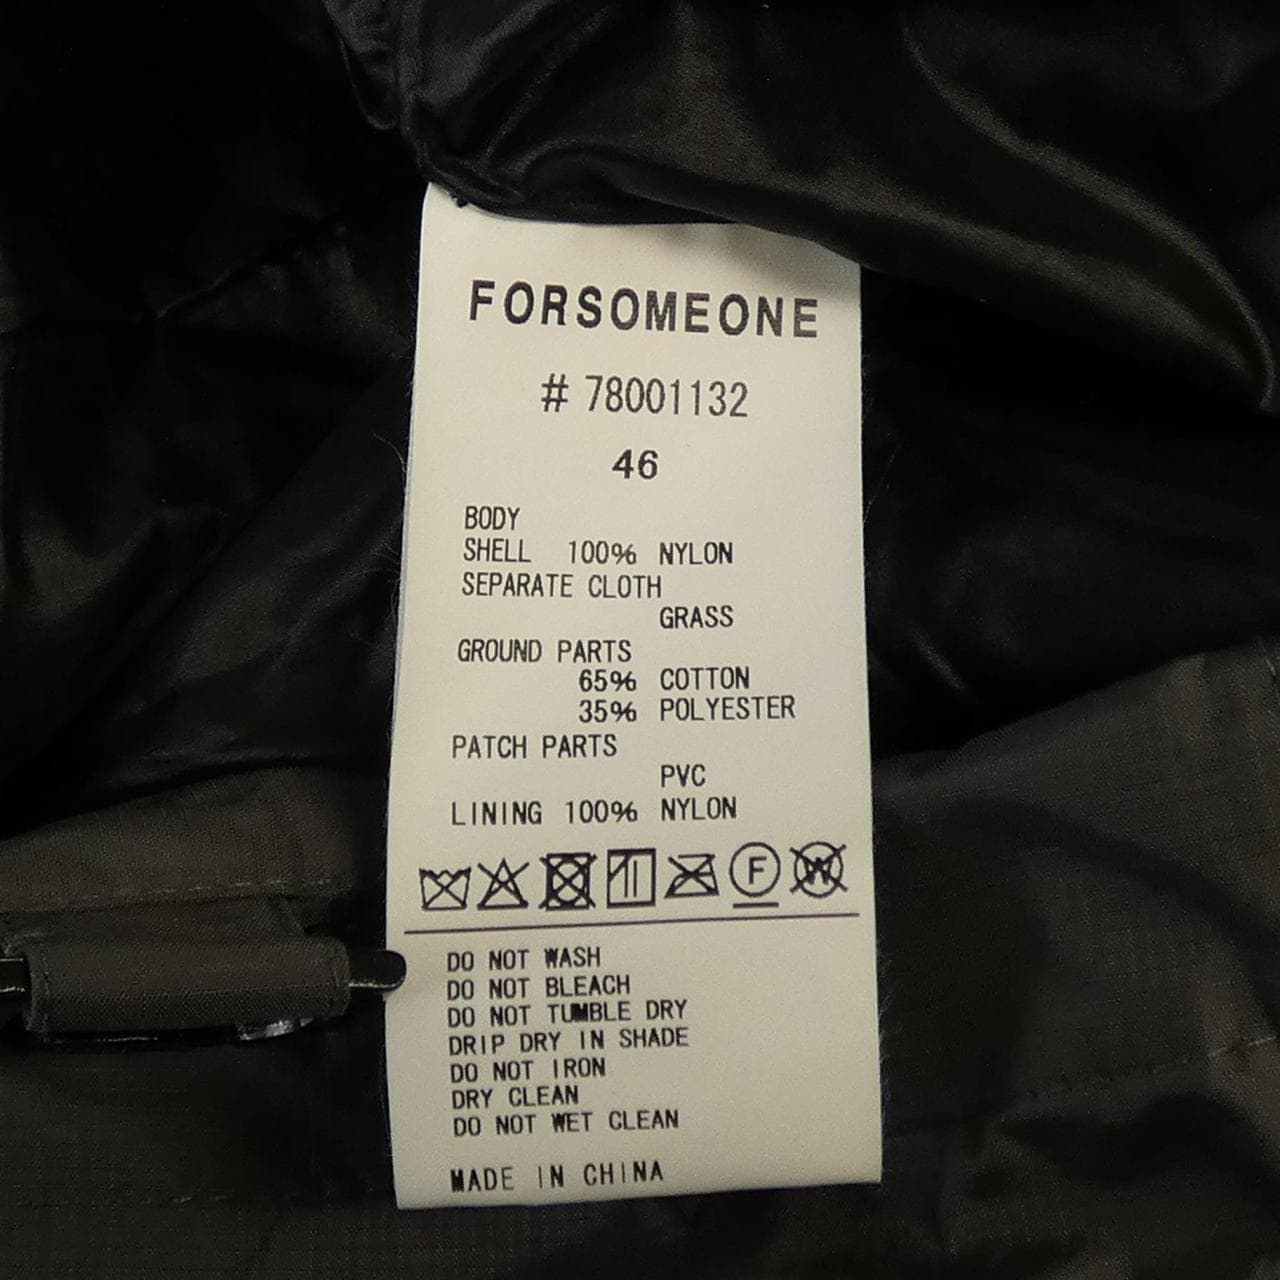 FORSOMEONE
# 78001132
46
BODY
SHELL 100% NYLON
SEPARATE CLOTH
GRASS
GROUND PARTS
65% COTTON
35% POLYESTER
PATCH PARTS
PVC
LINING 100% NYLON
F W
DO NOT WASH
DO NOT BLEACH
DO NOT TUMBLE DRY
DRIP DRY IN SHADE
DO NOT IRON
DRY CLEAN
DO NOT WET CLEAN
MADE IN CHINA